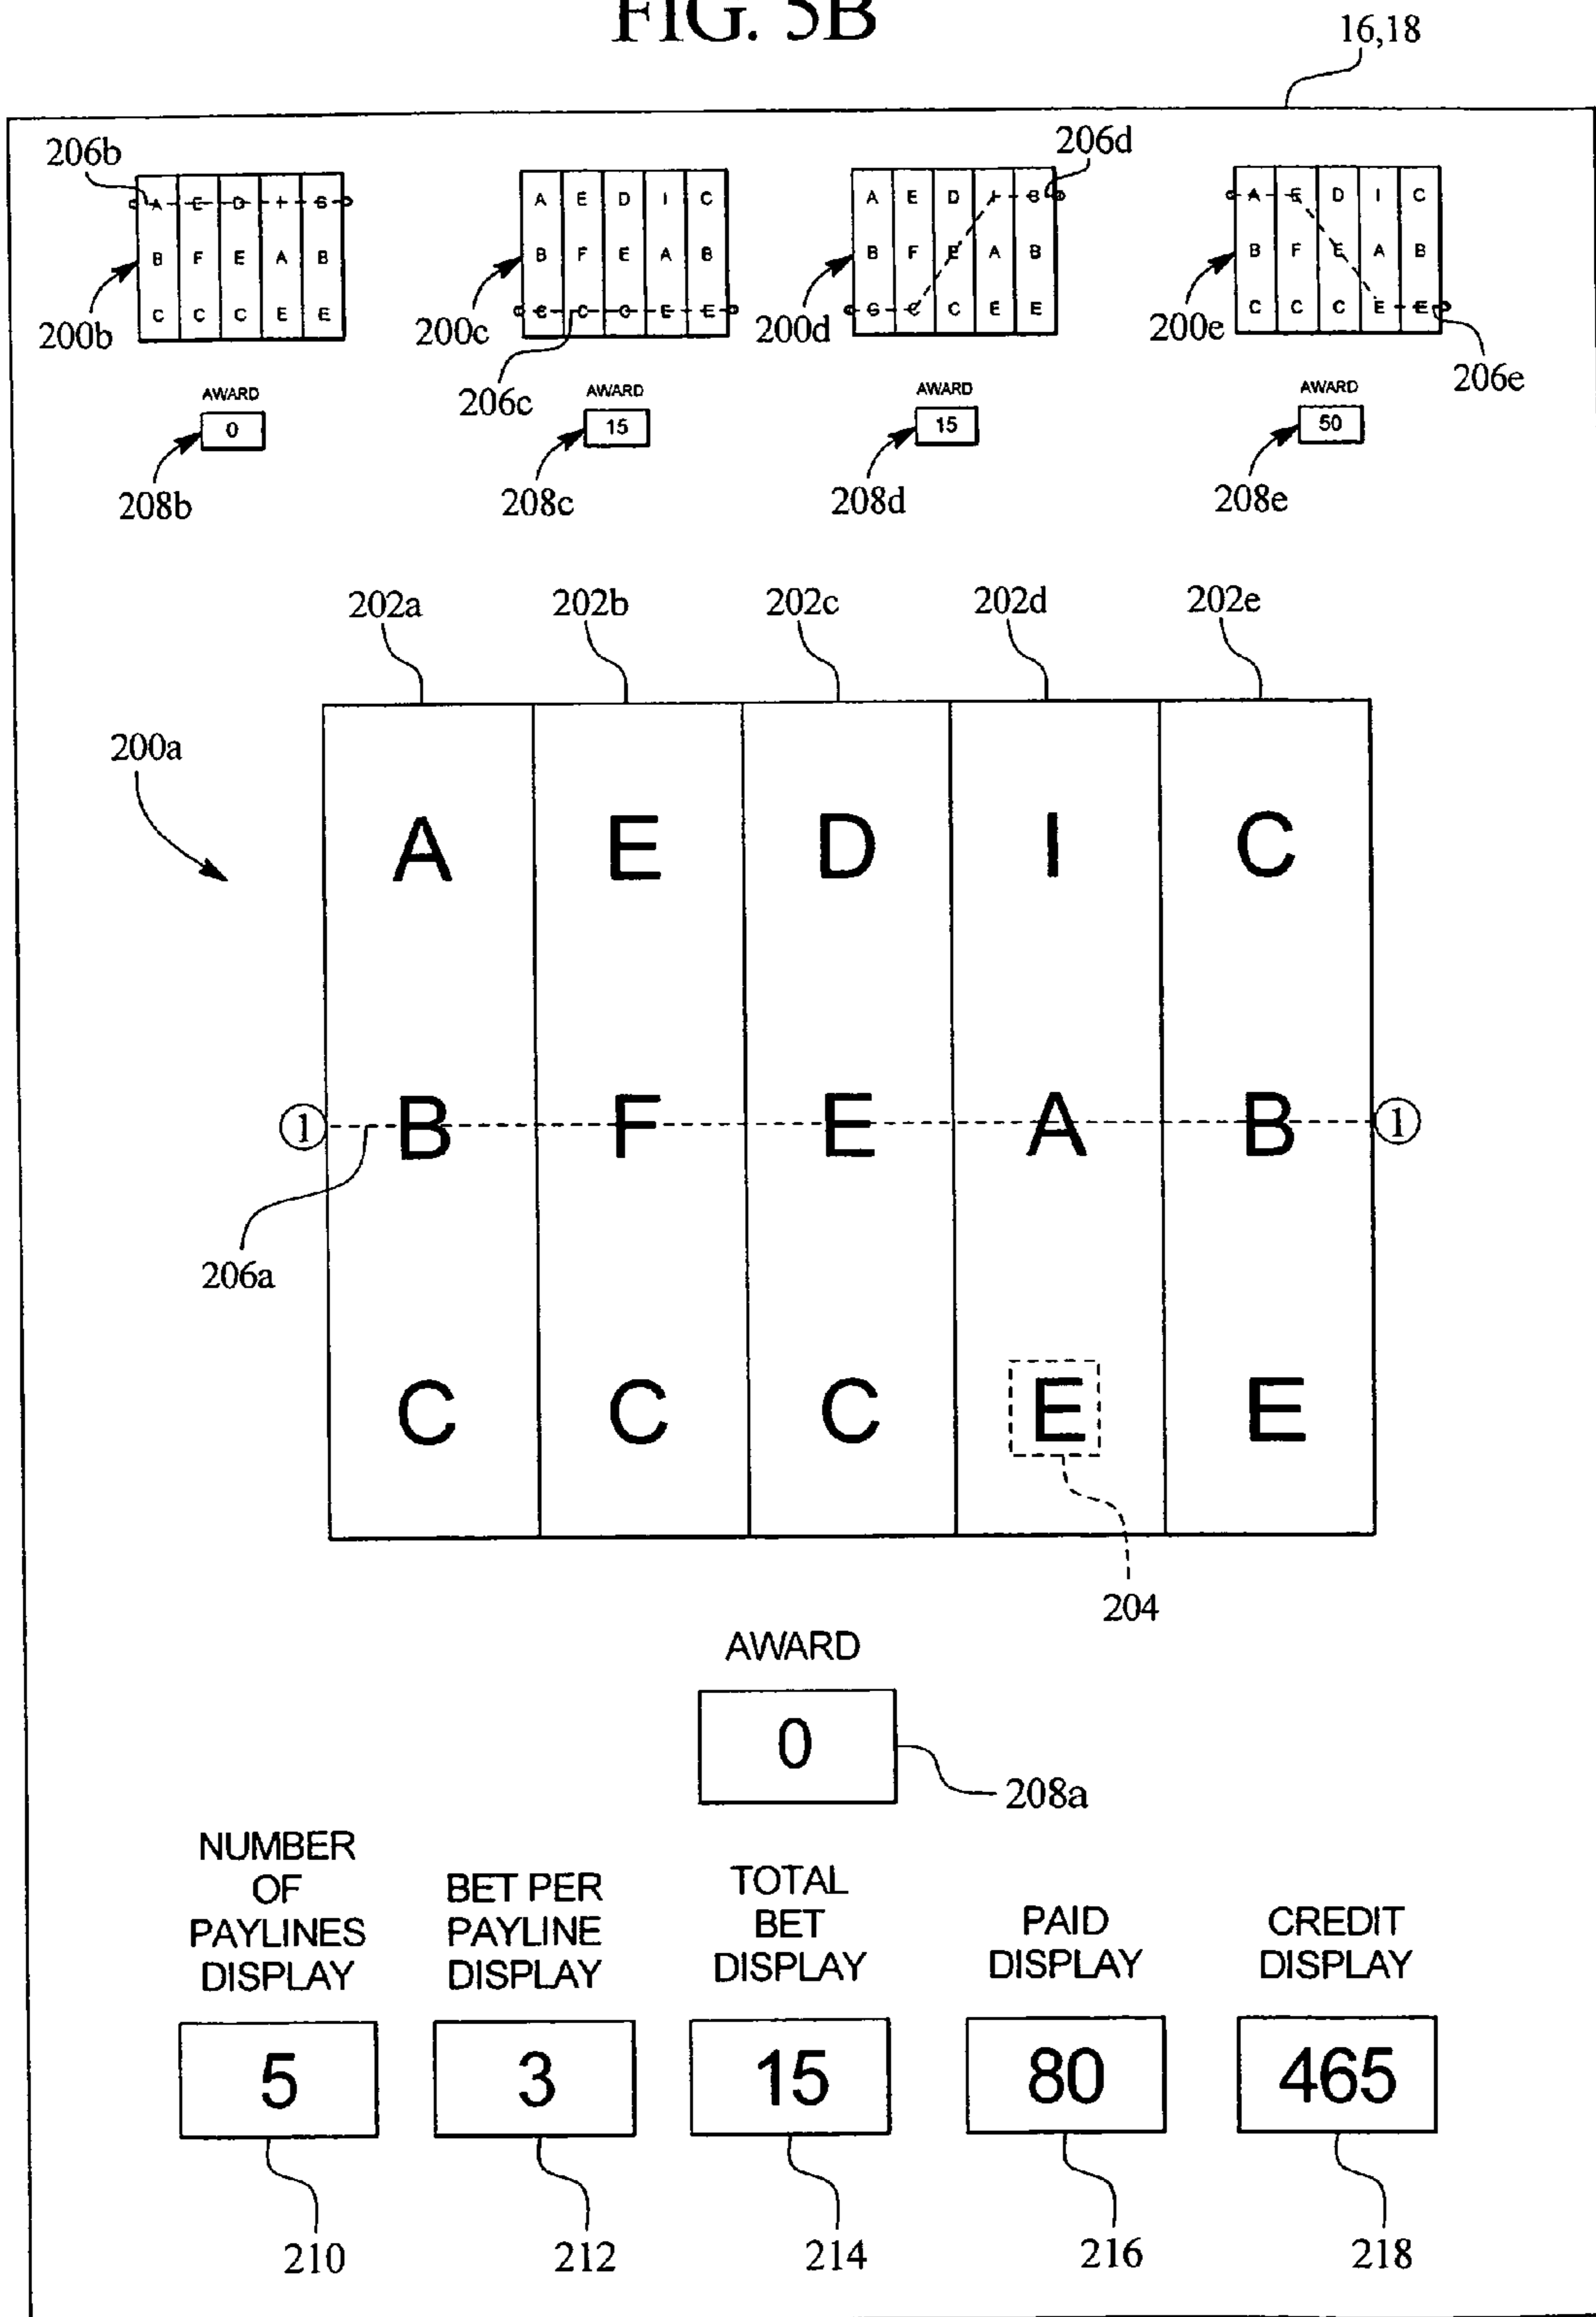 FIG. 5B
16,18
206b
206d
A E D I C
A E D I C
A E D I C
A E D I C
B F E A B
B F E A B
B F E A B
B F E A B
200b
200c
200d
200e
C C C E E
C C C E E
C C C E E
C C C E E
206c
206e
AWARD
AWARD
AWARD
AWARD
0
15
15
50
208b
208c
208d
208e
202a 202b 202c 202d 202e
200a
A E D I C
1 B F E A B 1
206a
C C C E E
204
AWARD
0
208a
NUMBER
OF
PAYLINES
DISPLAY
BET PER
PAYLINE
DISPLAY
TOTAL
BET
DISPLAY
PAID
DISPLAY
CREDIT
DISPLAY
5
3
15
80
465
210
212
214
216
218